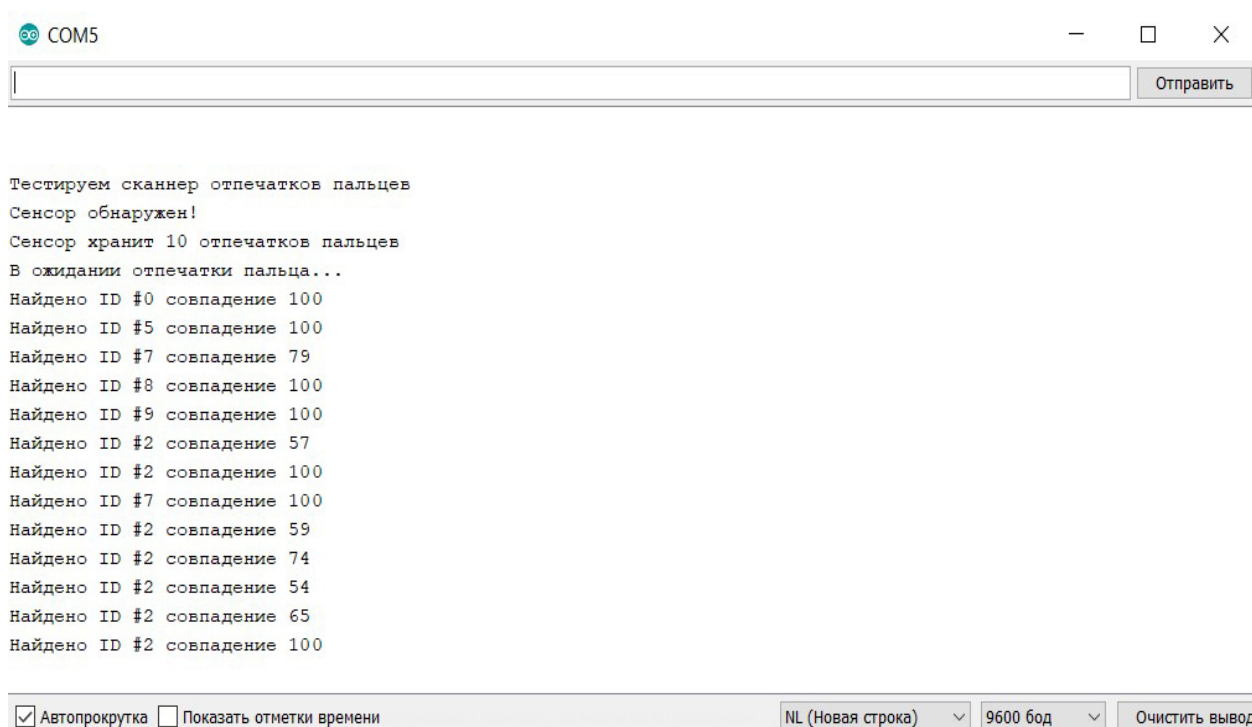 COM5
Отправить
Тестируем сканнер отпечатков пальцев
Сенсор обнаружен!
Сенсор хранит 10 отпечатков пальцев
В ожидании отпечатки пальца...
Найдено ID #0 совпадение 100
Найдено ID #5 совпадение 100
Найдено ID #7 совпадение 79
Найдено ID #8 совпадение 100
Найдено ID #9 совпадение 100
Найдено ID #2 совпадение 57
Найдено ID #2 совпадение 100
Найдено ID #7 совпадение 100
Найдено ID #2 совпадение 59
Найдено ID #2 совпадение 74
Найдено ID #2 совпадение 54
Найдено ID #2 совпадение 65
Найдено ID #2 совпадение 100
Автопрокрутка Показать отметки времени NL (Новая строка) 9600 бод Очистить вывод